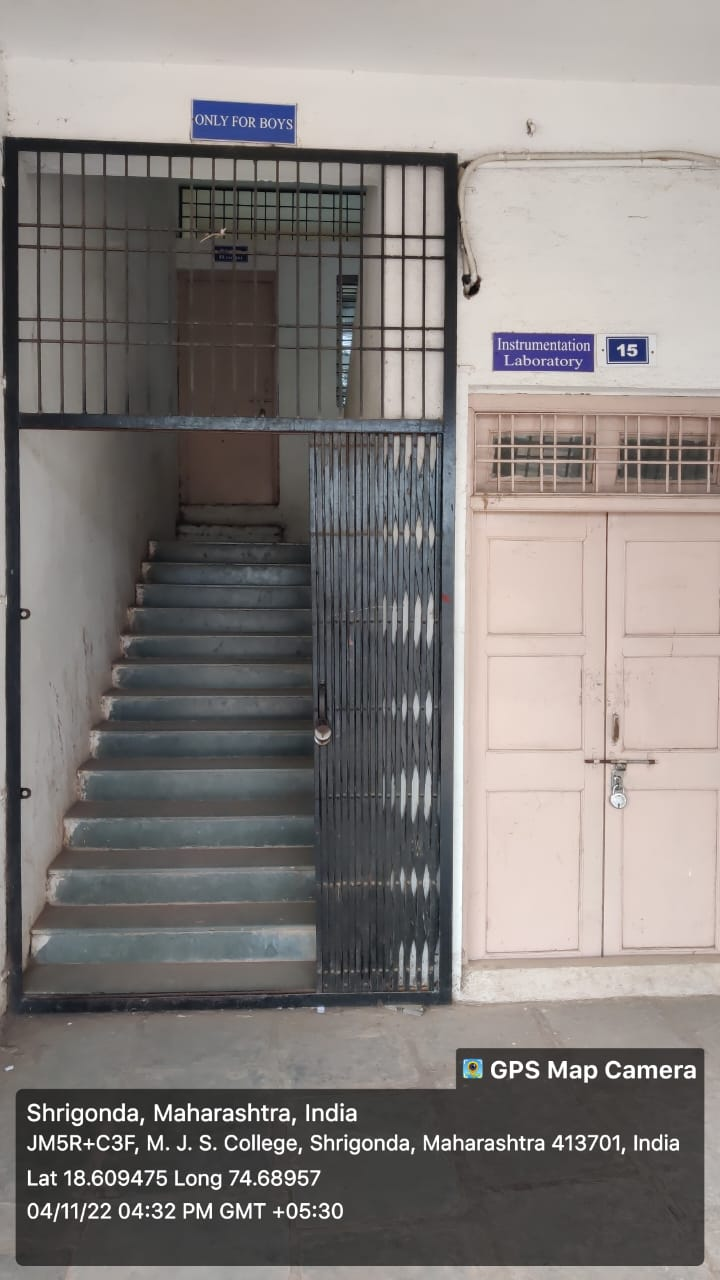 ONLY FOR BOYS
Instrumentation
Laboratory
15
GPS Map Camera
Shrigonda, Maharashtra, India
JM5R+C3F, M. J. S. College, Shrigonda, Maharashtra 413701, India
Lat 18.609475 Long 74.68957
04/11/22 04:32 PM GMT +05:30